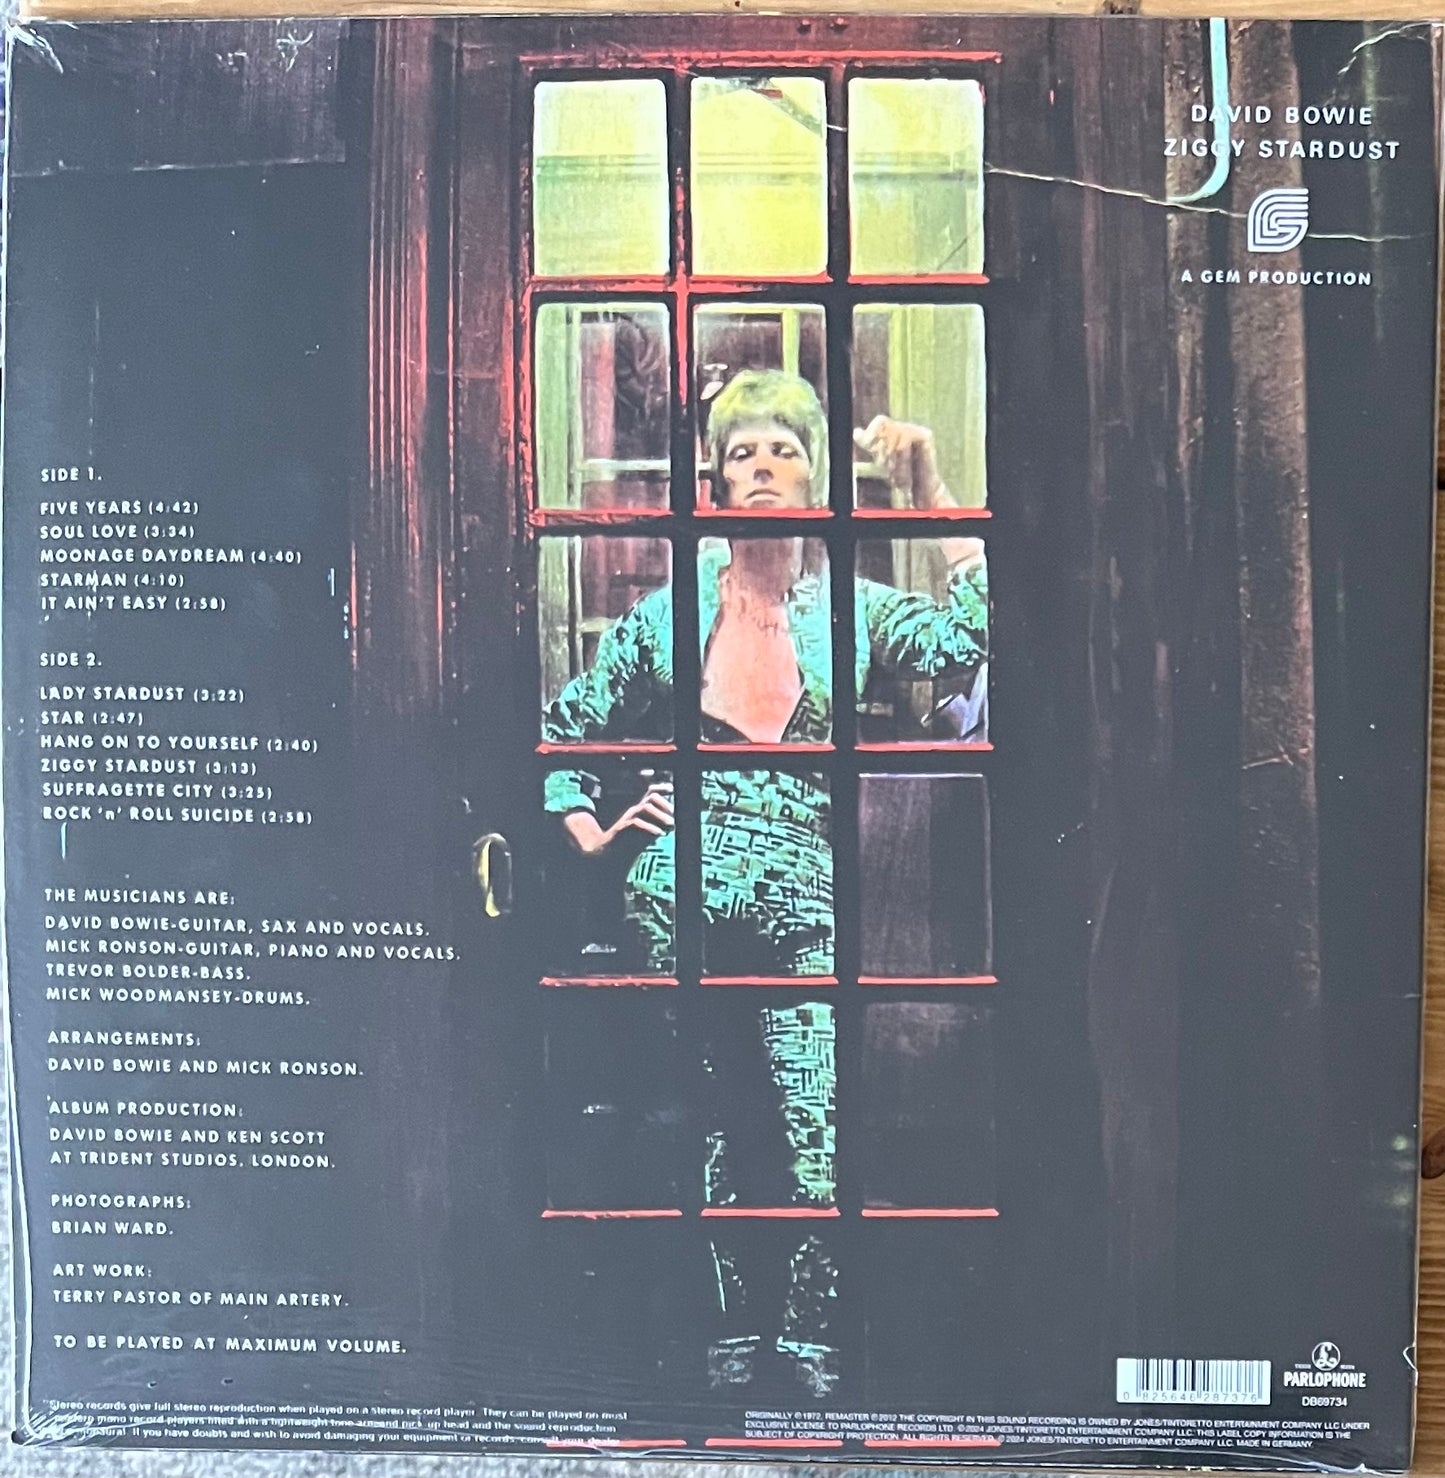 DAVID BOWIE
ZIGGY STARDUST
A GEM PRODUCTION
SIDE 1.
FIVE YEARS (4:42)
SOUL LOVE (3:34)
MOONAGE DAYDREAM (4:40)
STARMAN (4:10)
IT AIN'T EASY (2:58)
SIDE 2.
LADY STARDUST (3:22)
STAR (2:47)
HANG ON TO YOURSELF (2:40)
ZIGGY STARDUST (3:13)
SUFFRAGETTE CITY (3:25)
ROCK 'n' ROLL SUICIDE (2:58)
THE MUSICIANS ARE:
DAVID BOWIE-GUITAR, SAX AND VOCALS.
MICK RONSON-GUITAR, PIANO AND VOCALS.
TREVOR BOLDER-BASS.
MICK WOODMANSEY-DRUMS.
ARRANGEMENTS:
DAVID BOWIE AND MICK RONSON.
ALBUM PRODUCTION:
DAVID BOWIE AND KEN SCOTT
AT TRIDENT STUDIOS, LONDON.
PHOTOGRAPHS:
BRIAN WARD.
ART WORK:
TERRY PASTOR OF MAIN ARTERY.
TO BE PLAYED AT MAXIMUM VOLUME.
Stereo records give full stereo reproduction when played on a stereo record player. They can be played on most
modern mono record players fitted with a lightweight tone arm and pick up head and the sound reproduction
If you have doubts and wish to avoid damaging your equipment or records, consult your dealer
0 825646 287376
PARLOPHONE
DB69734
ORIGINALLY ℗ 1972, REMASTER ℗ 2012 THE COPYRIGHT IN THIS SOUND RECORDING IS OWNED BY JONES/TINTORETTO ENTERTAINMENT COMPANY LLC UNDER
EXCLUSIVE LICENSE TO PARLOPHONE RECORDS LTD. © 2024 JONES/TINTORETTO ENTERTAINMENT COMPANY LLC. THIS LABEL COPY INFORMATION IS THE
SUBJECT OF COPYRIGHT PROTECTION. ALL RIGHTS RESERVED. © 2024 JONES/TINTORETTO ENTERTAINMENT COMPANY LLC. MADE IN GERMANY.